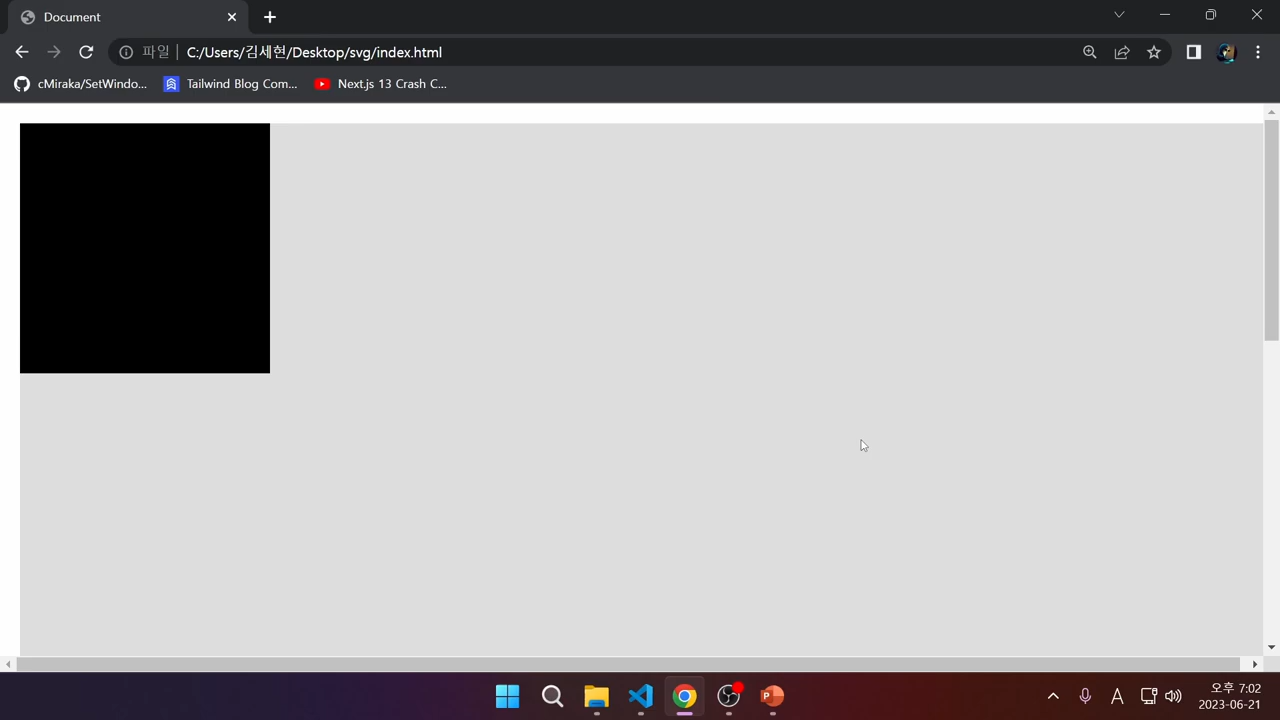 Document
파일 C:/Users/김세현/Desktop/svg/index.html
cMiraka/SetWindo... Tailwind Blog Com... Next.js 13 Crash C...
A 오후 7:02
2023-06-21